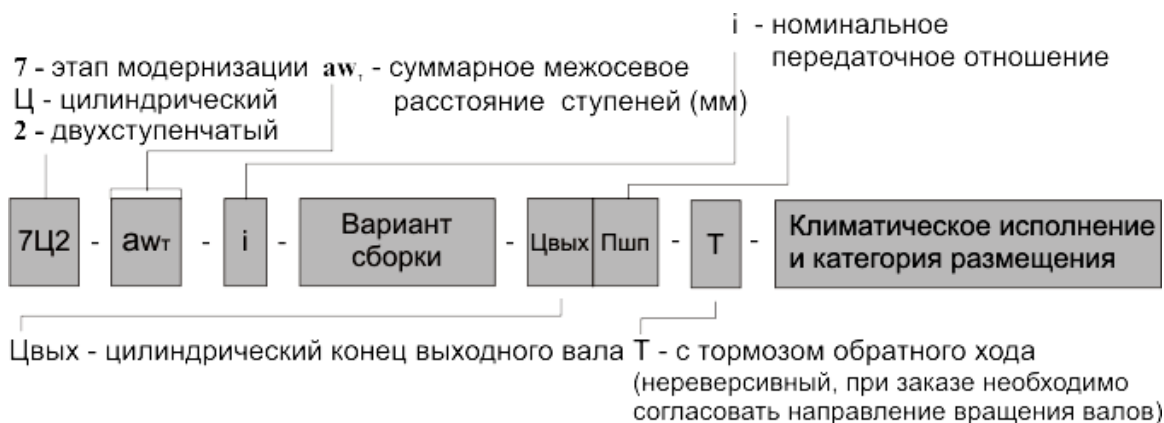 i - номинальное
передаточное отношение
7 - этап модернизации
Ц - цилиндрический
2 - двухступенчатый
aw, - суммарное межосевое
расстояние ступеней (мм)
7Ц2 - awт - i - Вариант сборки - Цвых Пшп - Т - Климатическое исполнение и категория размещения
Цвых - цилиндрический конец выходного вала
Т - с тормозом обратного хода
(нереверсивный, при заказе необходимо
согласовать направление вращения валов)